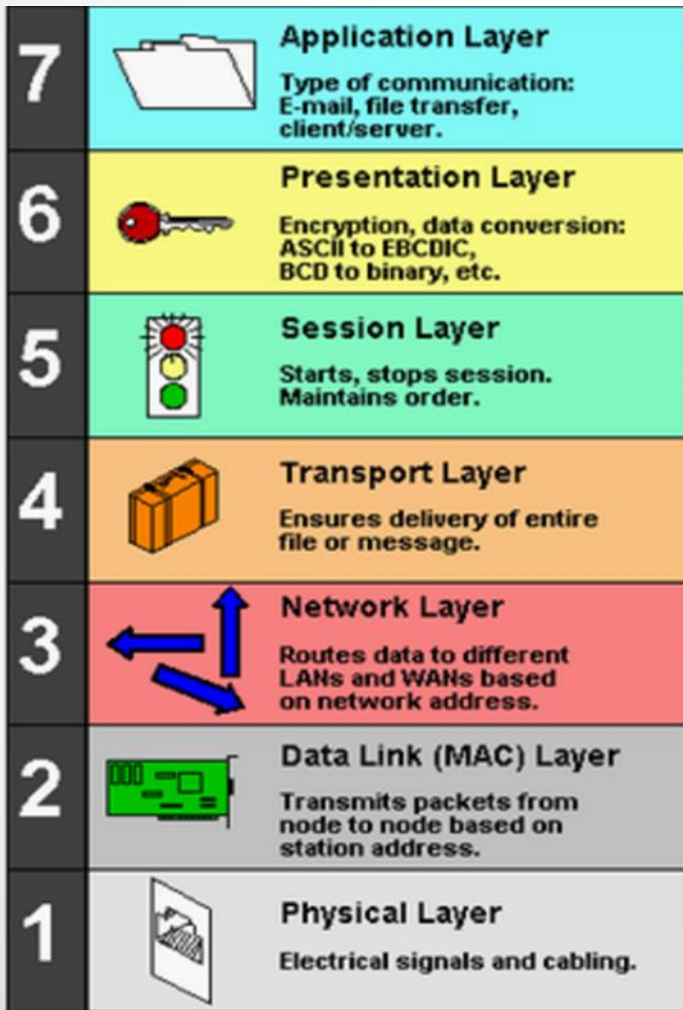 7
Application Layer
Type of communication:
E-mail, file transfer,
client/server.
6
Presentation Layer
Encryption, data conversion:
ASCII to EBCDIC,
BCD to binary, etc.
5
Session Layer
Starts, stops session.
Maintains order.
4
Transport Layer
Ensures delivery of entire
file or message.
3
Network Layer
Routes data to different
LANs and WANs based
on network address.
2
Data Link (MAC) Layer
Transmits packets from
node to node based on
station address.
1
Physical Layer
Electrical signals and cabling.